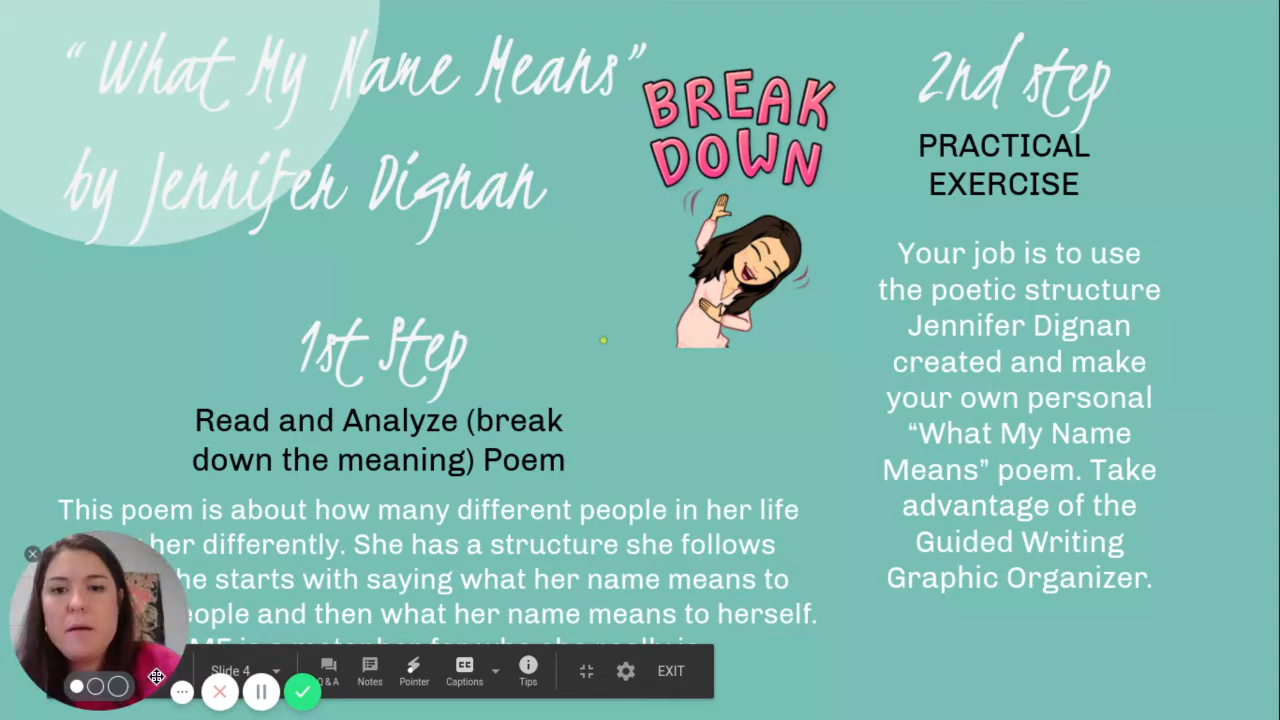 “What My Name Means”
by Jennifer Dignan
BREAK
DOWN
1st Step
Read and Analyze (break
down the meaning) Poem
This poem is about how many different people in her life
her differently. She has a structure she follows
he starts with saying what her name means to
eople and then what her name means to herself.
2nd step
PRACTICAL
EXERCISE
Your job is to use
the poetic structure
Jennifer Dignan
created and make
your own personal
“What My Name
Means” poem. Take
advantage of the
Guided Writing
Graphic Organizer.
Slide 4
Q & A
Notes
Pointer
CC
Captions
Tips
EXIT